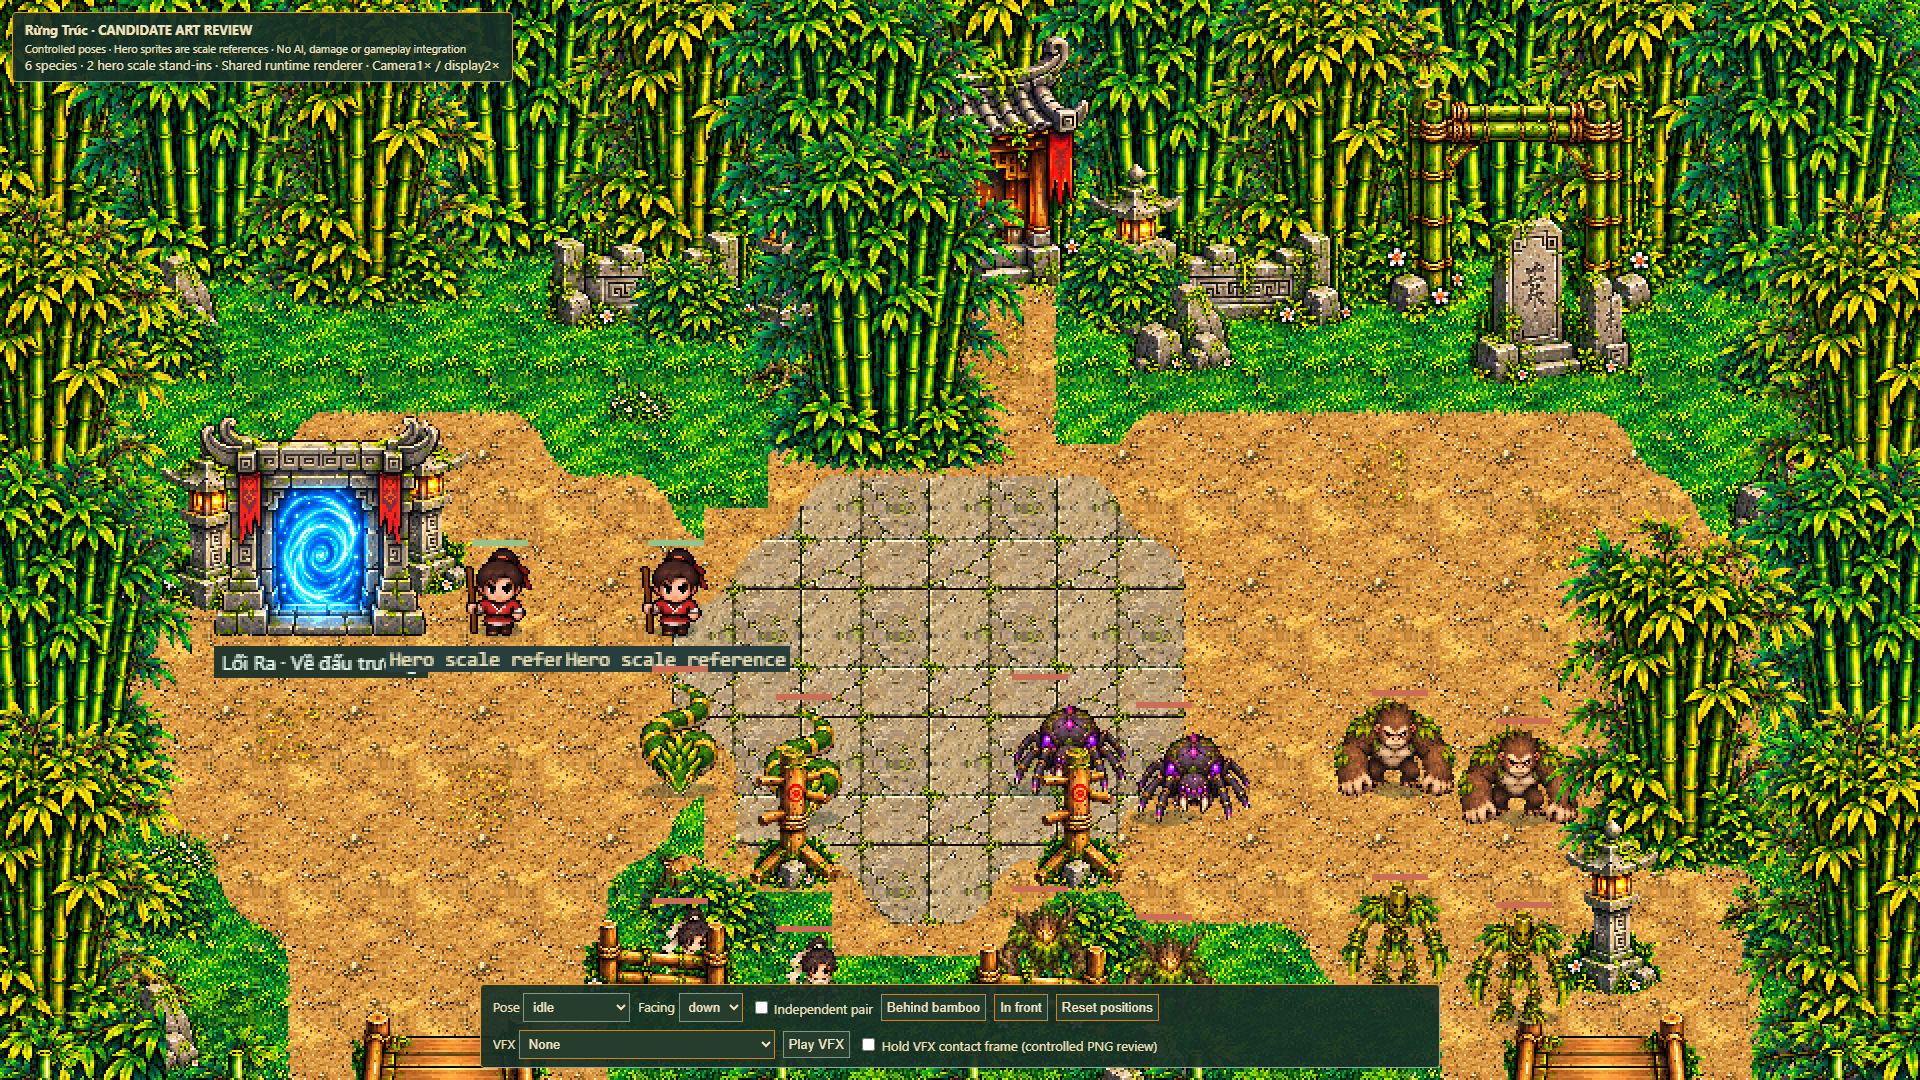 Rừng Trúc · CANDIDATE ART REVIEW
Controlled poses · Hero sprites are scale references · No AI, damage or gameplay integration
6 species · 2 hero scale stand-ins · Shared runtime renderer · Camera1× / display2×
Lối Ra - Về đấu
Hero scale refer
Hero scale reference
Pose idle Facing down Independent pair Behind bamboo In front Reset positions
VFX None Play VFX Hold VFX contact frame (controlled PNG review)